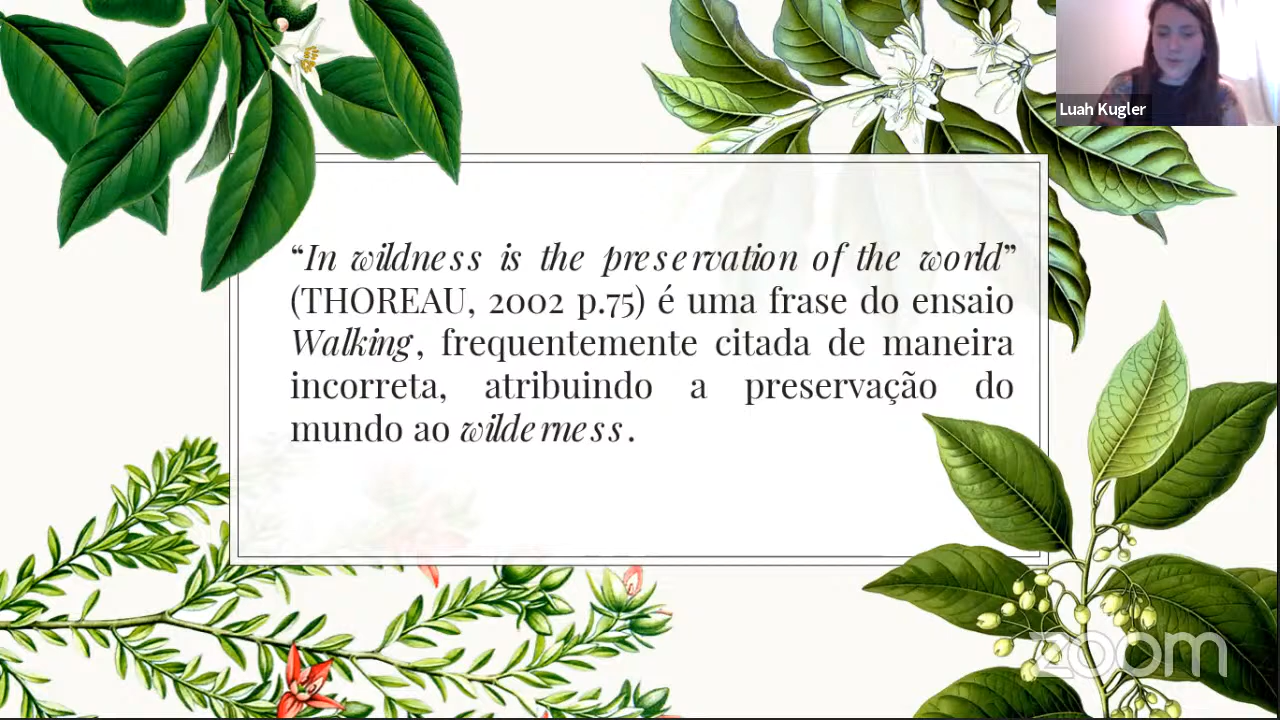 Luah Kugler
“In wildness is the preservation of the world”
(THOREAU, 2002 p.75) é uma frase do ensaio
Walking, frequentemente citada de maneira
incorreta, atribuindo a preservação do
mundo ao wilderness.
zoom